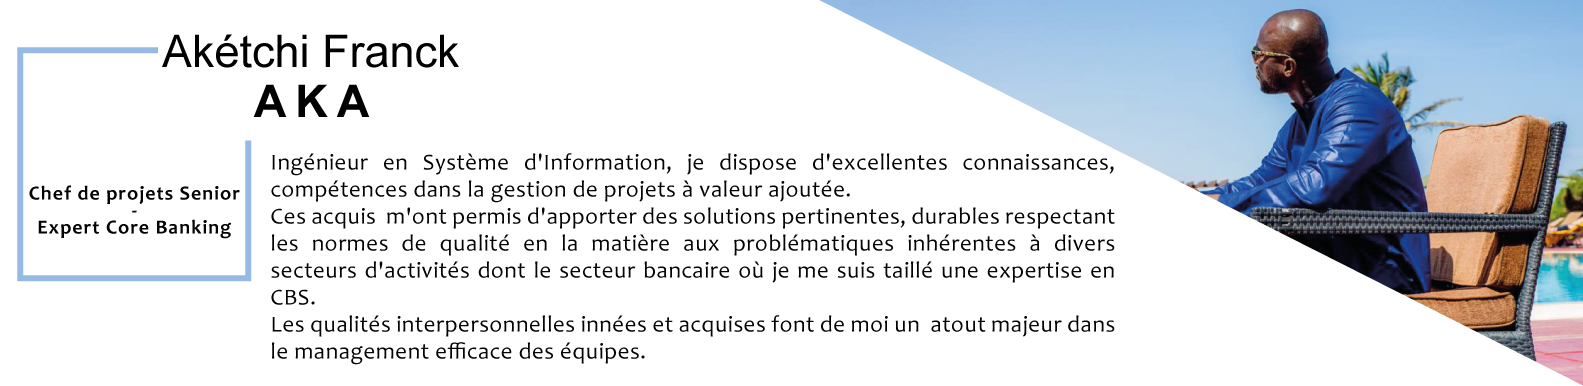 Akétchi Franck
AKA
Chef de projets Senior
-
Expert Core Banking
Ingénieur en Système d'Information, je dispose d'excellentes connaissances,
compétences dans la gestion de projets à valeur ajoutée.
Ces acquis m'ont permis d'apporter des solutions pertinentes, durables respectant
les normes de qualité en la matière aux problématiques inhérentes à divers
secteurs d'activités dont le secteur bancaire où je me suis taillé une expertise en
CBS.
Les qualités interpersonnelles innées et acquises font de moi un atout majeur dans
le management efficace des équipes.